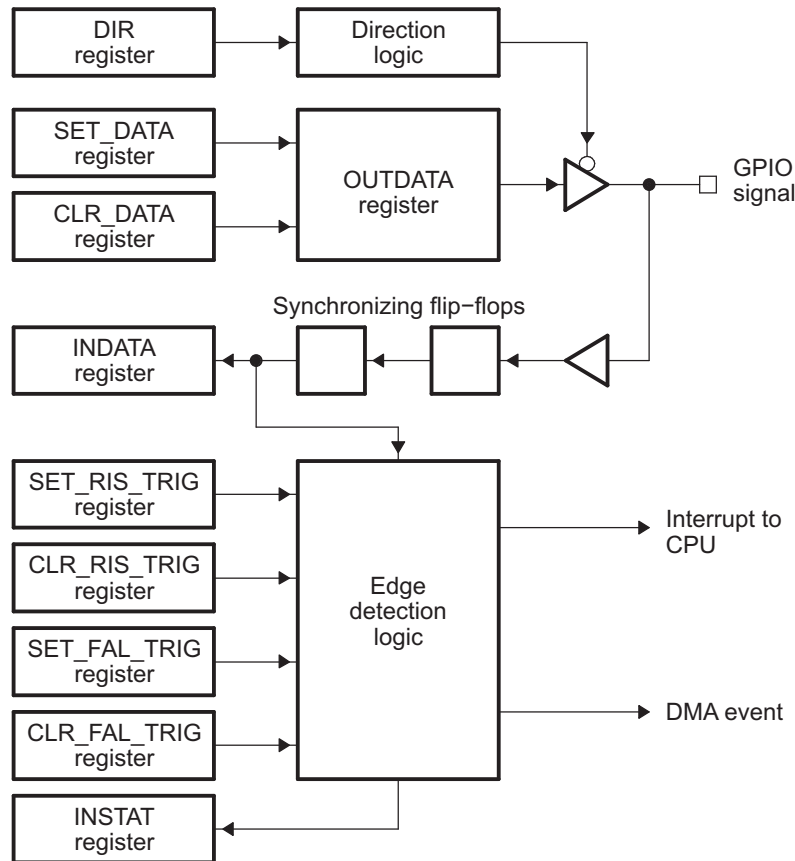 DIR
register
Direction
logic
SET_DATA
register
OUTDATA
register
GPIO
signal
CLR_DATA
register
Synchronizing flip−flops
INDATA
register
SET_RIS_TRIG
register
CLR_RIS_TRIG
register
SET_FAL_TRIG
register
CLR_FAL_TRIG
register
INSTAT
register
Edge
detection
logic
Interrupt to
CPU
DMA event